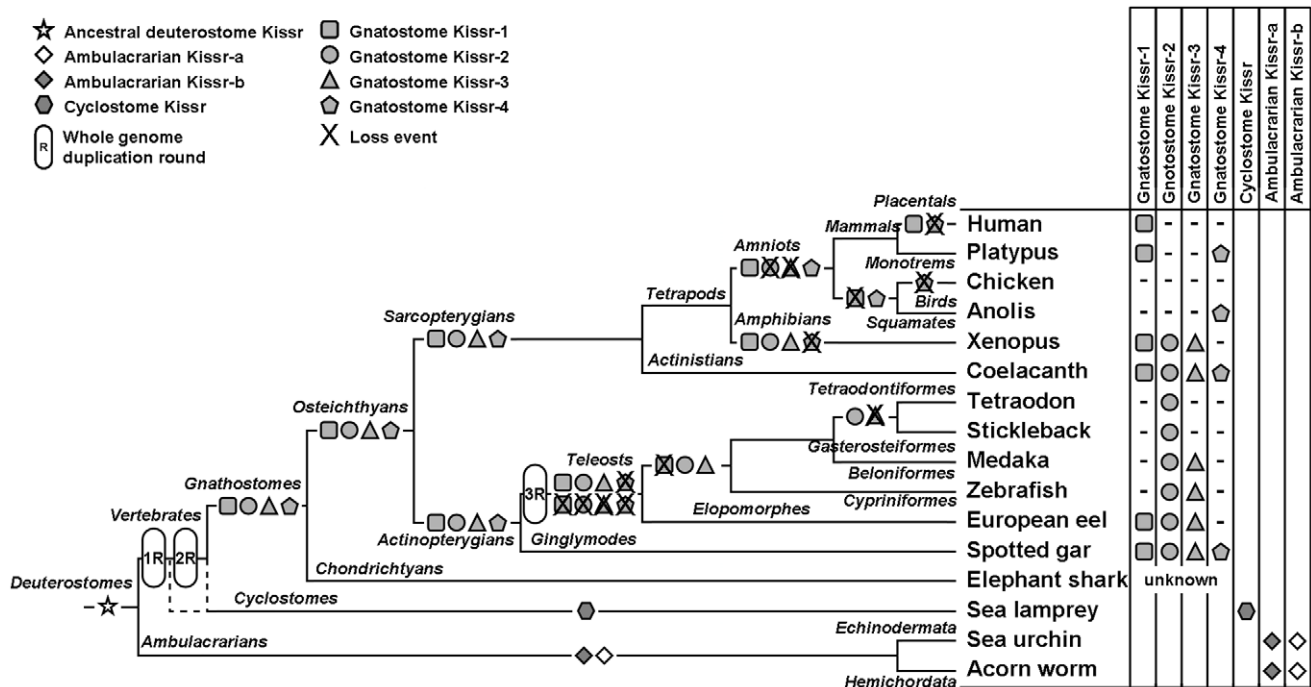 Ancestral deuterostome Kissr
Ambulacrarian Kissr-a
Ambulacrarian Kissr-b
Cyclostome Kissr
R
Whole genome
duplication round
Gnatostome Kissr-1
Gnatostome Kissr-2
Gnatostome Kissr-3
Gnatostome Kissr-4
Loss event
Gnatostome Kissr-1
Gnotostome Kissr-2
Gnatostome Kissr-3
Gnatostome Kissr-4
Cyclostome Kissr
Ambulacrarian Kissr-a
Ambulacrarian Kissr-b
Placentals
Human - - -
Mammals
Platypus - -
Amniots
Monotrems
Chicken - - - -
Birds
Tetrapods
Anolis - - -
Squamates
Sarcopterygians
Amphibians
Xenopus -
Actinistians
Coelacanth
Tetraodontiformes
Tetraodon - - -
Osteichthyans
Stickleback - - -
Gasterosteiformes
Teleosts
Medaka - -
Beloniformes
Gnathostomes
3R
Zebrafish - -
Cypriniformes
Elopomorphes
Vertebrates
European eel -
Actinopterygians
Ginglymodes
Spotted gar
1R 2R
Chondrichtyans
Elephant shark unknown
Deuterostomes
Cyclostomes
Sea lamprey
Echinodermata
Ambulacrarians
Sea urchin
Acorn worm
Hemichordata